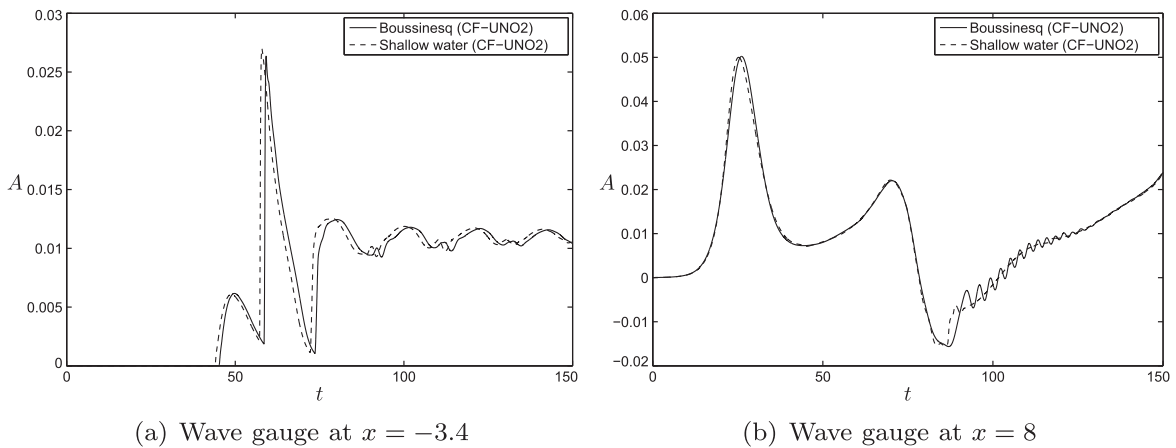 0.03
0.025
0.02
0.015
0.01
0.005
0
A
0
50
100
150
t
Boussinesq (CF−UNO2)
Shallow water (CF−UNO2)
(a) Wave gauge at x = −3.4
0.06
0.05
0.04
0.03
0.02
0.01
0
−0.01
−0.02
A
0
50
100
150
t
Boussinesq (CF−UNO2)
Shallow water (CF−UNO2)
(b) Wave gauge at x = 8